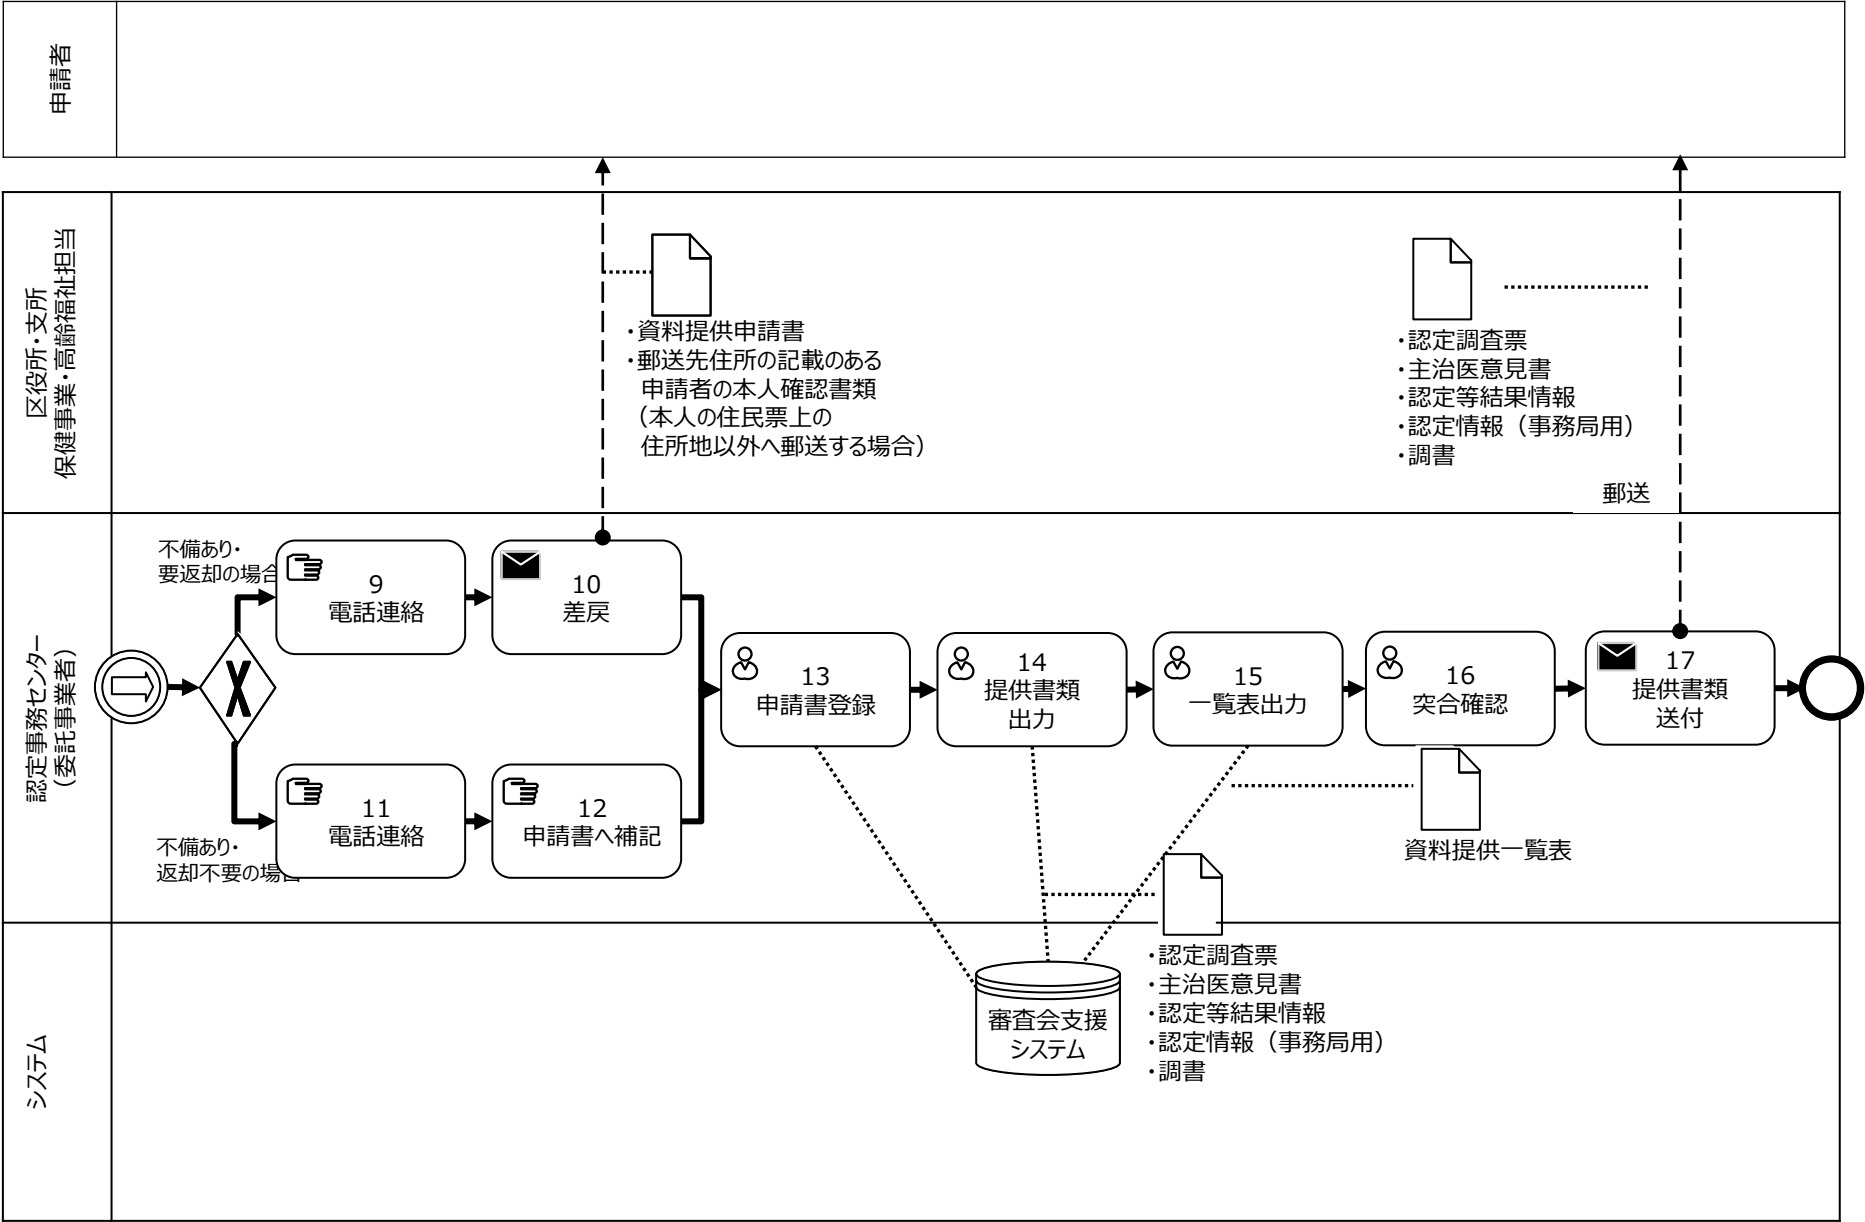 申請者
区役所・支所
保健事業・高齢福祉担当
・資料提供申請書
・郵送先住所の記載のある
申請者の本人確認書類
（本人の住民票上の
住所地以外へ郵送する場合）
・認定調査票
・主治医意見書
・認定等結果情報
・認定情報（事務局用）
・調書
郵送
認定事務センター
（委託事業者）
不備あり・
要返却の場合
9
電話連絡
10
差戻
不備あり・
返却不要の場合
11
電話連絡
12
申請書へ補記
13
申請書登録
14
提供書類
出力
15
一覧表出力
16
突合確認
17
提供書類
送付
資料提供一覧表
システム
審査会支援
システム
・認定調査票
・主治医意見書
・認定等結果情報
・認定情報（事務局用）
・調書